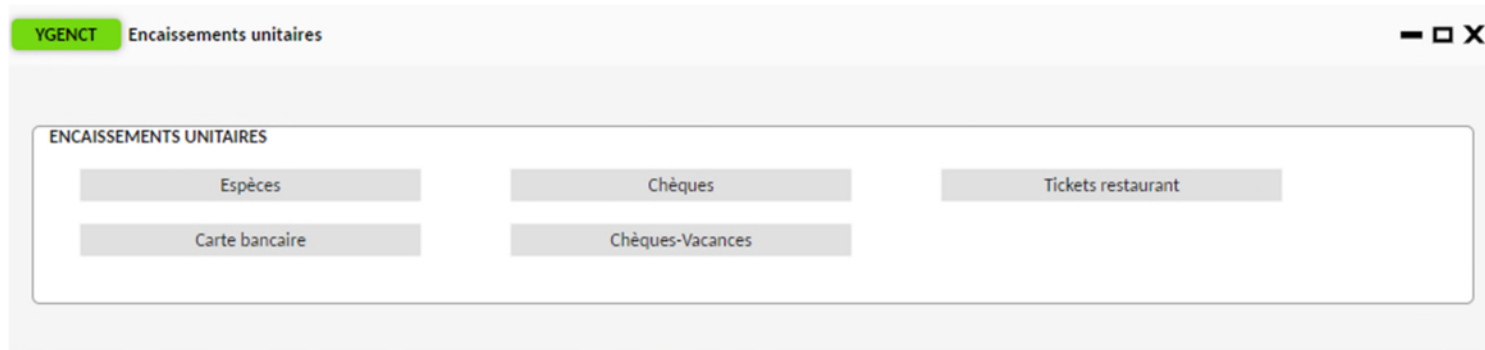 YGENCT Encaissements unitaires
ENCAISSEMENTS UNITAIRES
Espèces Chèques Tickets restaurant
Carte bancaire Chèques-Vacances